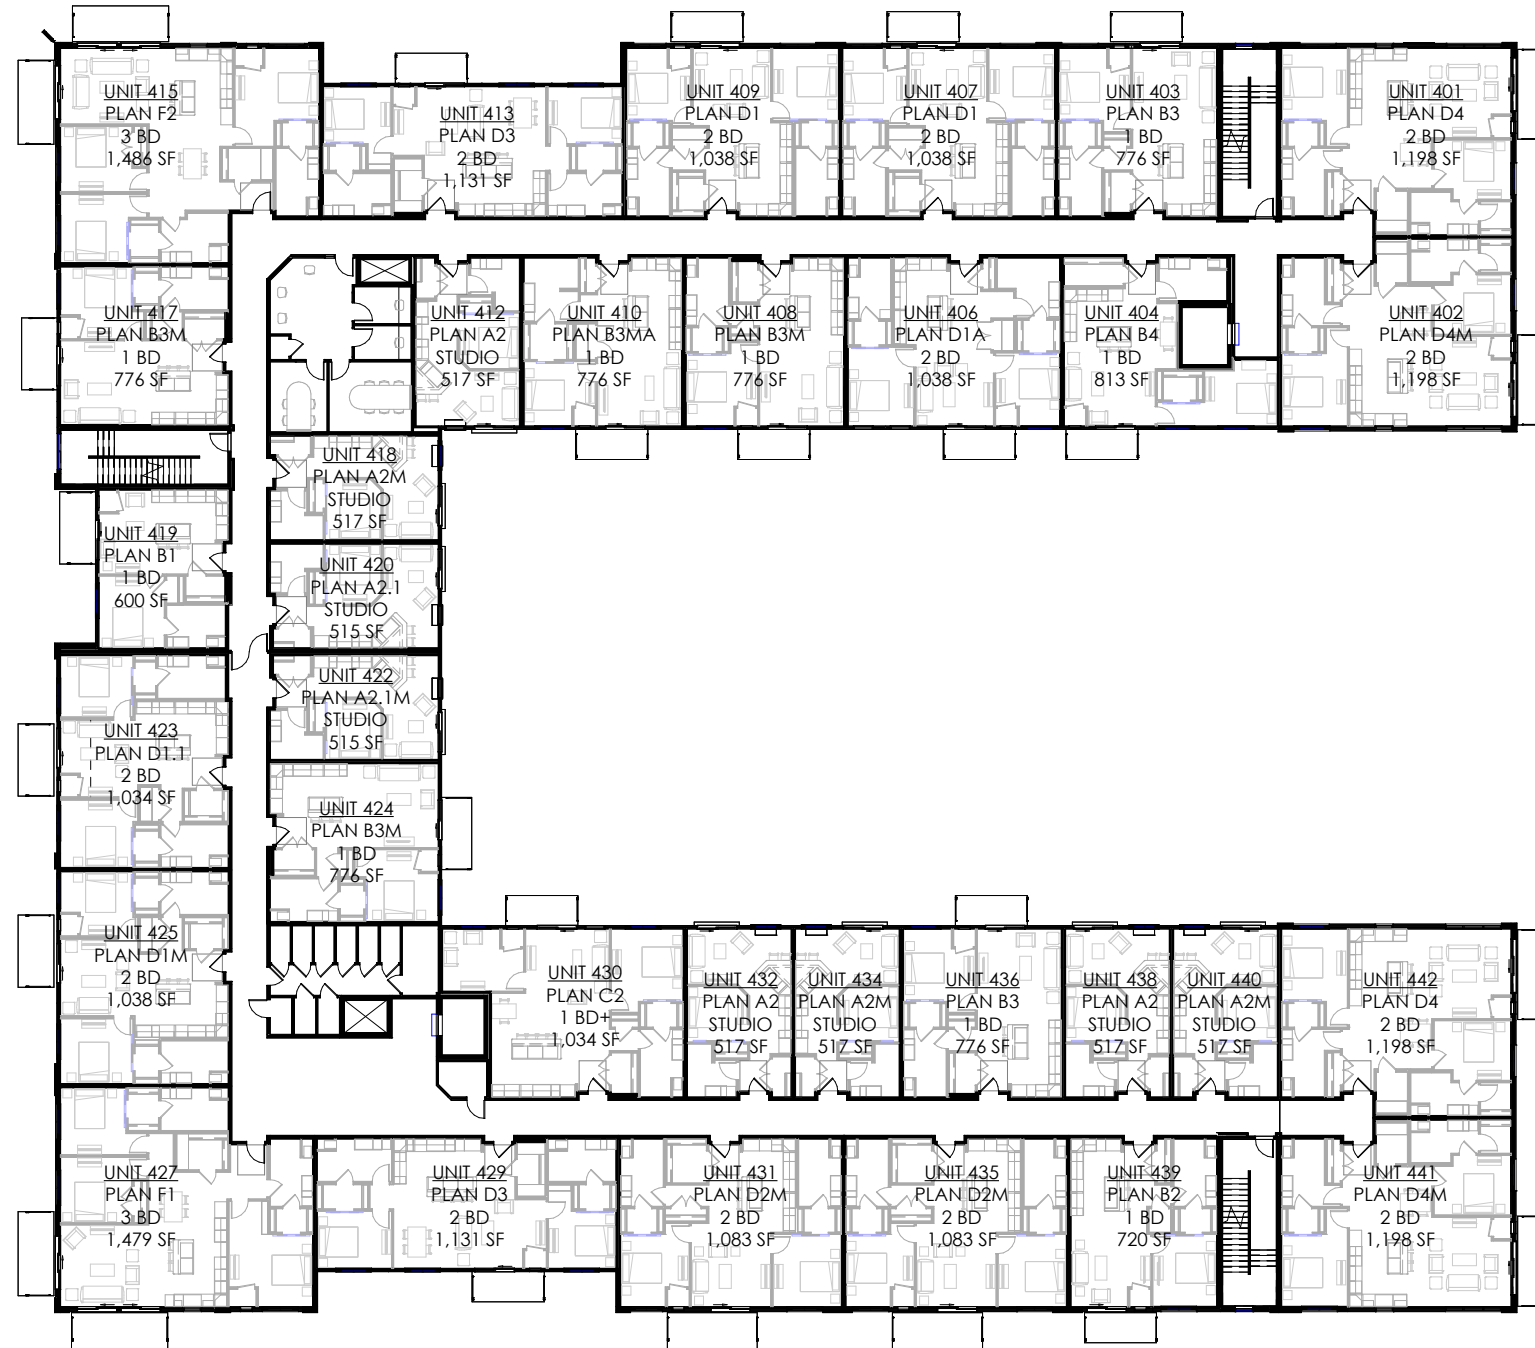 UNIT 415
PLAN F2
3 BD
1,486 SF
UNIT 413
PLAN D3
2 BD
1,131 SF
UNIT 409
PLAN D1
2 BD
1,038 SF
UNIT 407
PLAN D1
2 BD
1,038 SF
UNIT 403
PLAN B3
1 BD
776 SF
UNIT 401
PLAN D4
2 BD
1,198 SF
UNIT 417
PLAN B3M
1 BD
776 SF
UNIT 412
PLAN A2
STUDIO
517 SF
UNIT 410
PLAN B3MA
1 BD
776 SF
UNIT 408
PLAN B3M
1 BD
776 SF
UNIT 406
PLAN D1A
2 BD
1,038 SF
UNIT 404
PLAN B4
1 BD
813 SF
UNIT 402
PLAN D4M
2 BD
1,198 SF
UNIT 418
PLAN A2M
STUDIO
517 SF
UNIT 419
PLAN B1
1 BD
600 SF
UNIT 420
PLAN A2.1
STUDIO
515 SF
UNIT 422
PLAN A2.1M
STUDIO
515 SF
UNIT 423
PLAN D1.1
2 BD
1,034 SF
UNIT 424
PLAN B3M
1 BD
776 SF
UNIT 425
PLAN D1M
2 BD
1,038 SF
UNIT 430
PLAN C2
1 BD+
1,034 SF
UNIT 432
PLAN A2
STUDIO
517 SF
UNIT 434
PLAN A2M
STUDIO
517 SF
UNIT 436
PLAN B3
1 BD
776 SF
UNIT 438
PLAN A2
STUDIO
517 SF
UNIT 440
PLAN A2M
STUDIO
517 SF
UNIT 442
PLAN D4
2 BD
1,198 SF
UNIT 427
PLAN F1
3 BD
1,479 SF
UNIT 429
PLAN D3
2 BD
1,131 SF
UNIT 431
PLAN D2M
2 BD
1,083 SF
UNIT 435
PLAN D2M
2 BD
1,083 SF
UNIT 439
PLAN B2
1 BD
720 SF
UNIT 441
PLAN D4M
2 BD
1,198 SF